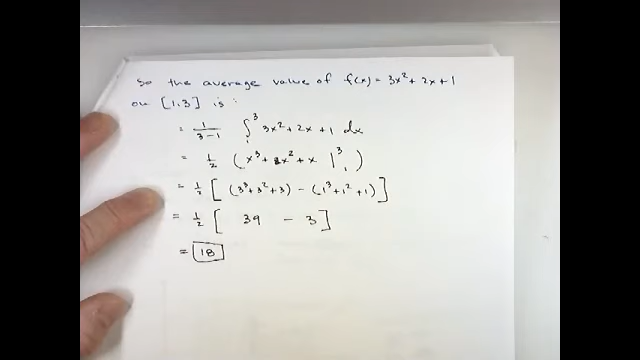 So the average value of f(x) = 3x² + 2x + 1
on [1,3] is :
= 1/(3-1) ∫₁³ 3x² + 2x + 1 dx
= 1/2 (x³ + x² + x |₁³)
= 1/2 [ (3³ + 3² + 3) - (1³ + 1² + 1) ]
= 1/2 [ 39 - 3 ]
= 18